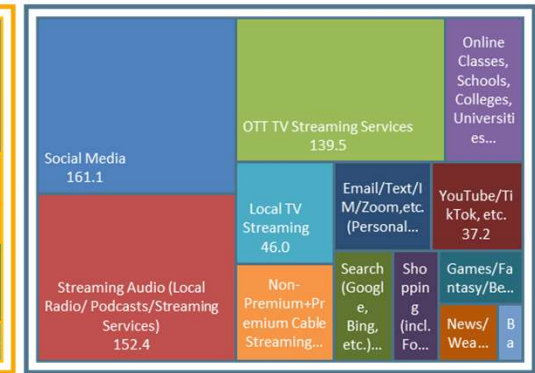 Social Media
161.1
Streaming Audio (Local
Radio/ Podcasts/Streaming
Services)
152.4
OTT TV Streaming Services
139.5
Online
Classes,
Schools,
Colleges,
Universiti
es...
Local TV
Streaming
46.0
Email/Text/I
M/Zoom,etc.
(Personal...
YouTube/Ti
kTok, etc.
37.2
Non-
Premium+Pr
emium Cable
Streaming...
Search
(Googl
e,
Bing,
etc.)...
Sho
ppin
g
(incl.
Fo...
Games/Fa
ntasy/Be...
News/
Wea...
B
a